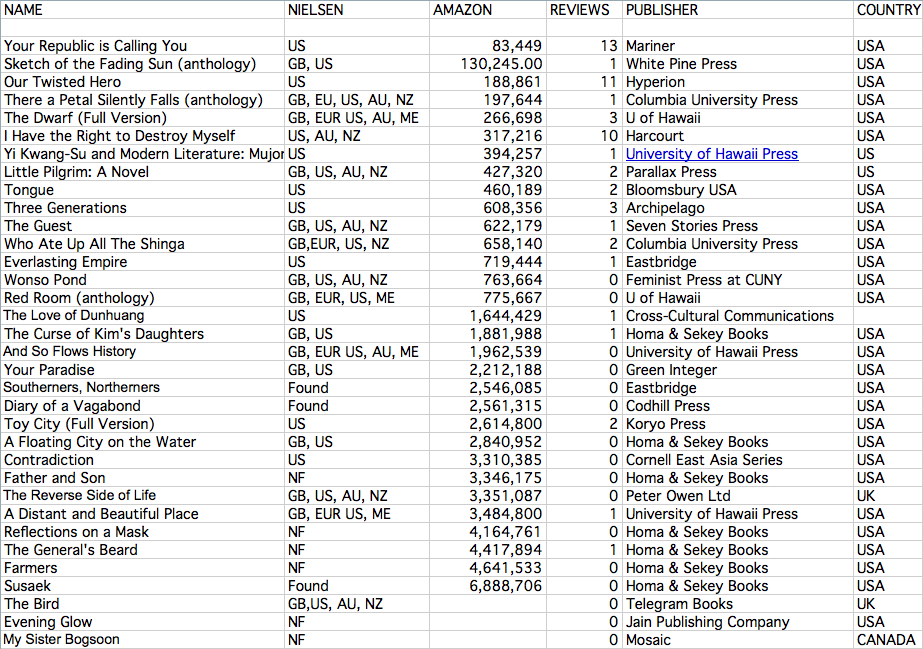 NAME NIELSEN AMAZON REVIEWS PUBLISHER COUNTRY
Your Republic is Calling You US 83,449 13 Mariner USA
Sketch of the Fading Sun (anthology) GB, US 130,245.00 1 White Pine Press USA
Our Twisted Hero US 188,861 11 Hyperion USA
There a Petal Silently Falls (anthology) GB, EU, US, AU, NZ 197,644 1 Columbia University Press USA
The Dwarf (Full Version) GB, EUR US, AU, ME 266,698 3 U of Hawaii USA
I Have the Right to Destroy Myself US, AU, NZ 317,216 10 Harcourt USA
Yi Kwang-Su and Modern Literature: Mujor US 394,257 1 University of Hawaii Press US
Little Pilgrim: A Novel GB, US, AU, NZ 427,320 2 Parallax Press US
Tongue US 460,189 2 Bloomsbury USA USA
Three Generations US 608,356 3 Archipelago USA
The Guest GB, US, AU, NZ 622,179 1 Seven Stories Press USA
Who Ate Up All The Shinga GB,EUR, US, NZ 658,140 2 Columbia University Press USA
Everlasting Empire US 719,444 1 Eastbridge USA
Wonso Pond GB, US, AU, NZ 763,664 0 Feminist Press at CUNY USA
Red Room (anthology) GB, EUR, US, ME 775,667 0 U of Hawaii USA
The Love of Dunhuang US 1,644,429 1 Cross-Cultural Communications
The Curse of Kim's Daughters GB, US 1,881,988 1 Homa & Sekey Books USA
And So Flows History GB, EUR US, AU, ME 1,962,539 0 University of Hawaii Press USA
Your Paradise GB, US 2,212,188 0 Green Integer USA
Southerners, Northerners Found 2,546,085 0 Eastbridge USA
Diary of a Vagabond Found 2,561,315 0 Codhill Press USA
Toy City (Full Version) US 2,614,800 2 Koryo Press USA
A Floating City on the Water GB, US 2,840,952 0 Homa & Sekey Books USA
Contradiction US 3,310,385 0 Cornell East Asia Series USA
Father and Son NF 3,346,175 0 Homa & Sekey Books USA
The Reverse Side of Life GB, US, AU, NZ 3,351,087 0 Peter Owen Ltd UK
A Distant and Beautiful Place GB, EUR US, ME 3,484,800 1 University of Hawaii Press USA
Reflections on a Mask NF 4,164,761 0 Homa & Sekey Books USA
The General's Beard NF 4,417,894 1 Homa & Sekey Books USA
Farmers NF 4,641,533 0 Homa & Sekey Books USA
Susaek Found 6,888,706 0 Homa & Sekey Books USA
The Bird GB,US, AU, NZ 0 Telegram Books UK
Evening Glow NF 0 Jain Publishing Company USA
My Sister Bogsoon NF 0 Mosaic CANADA